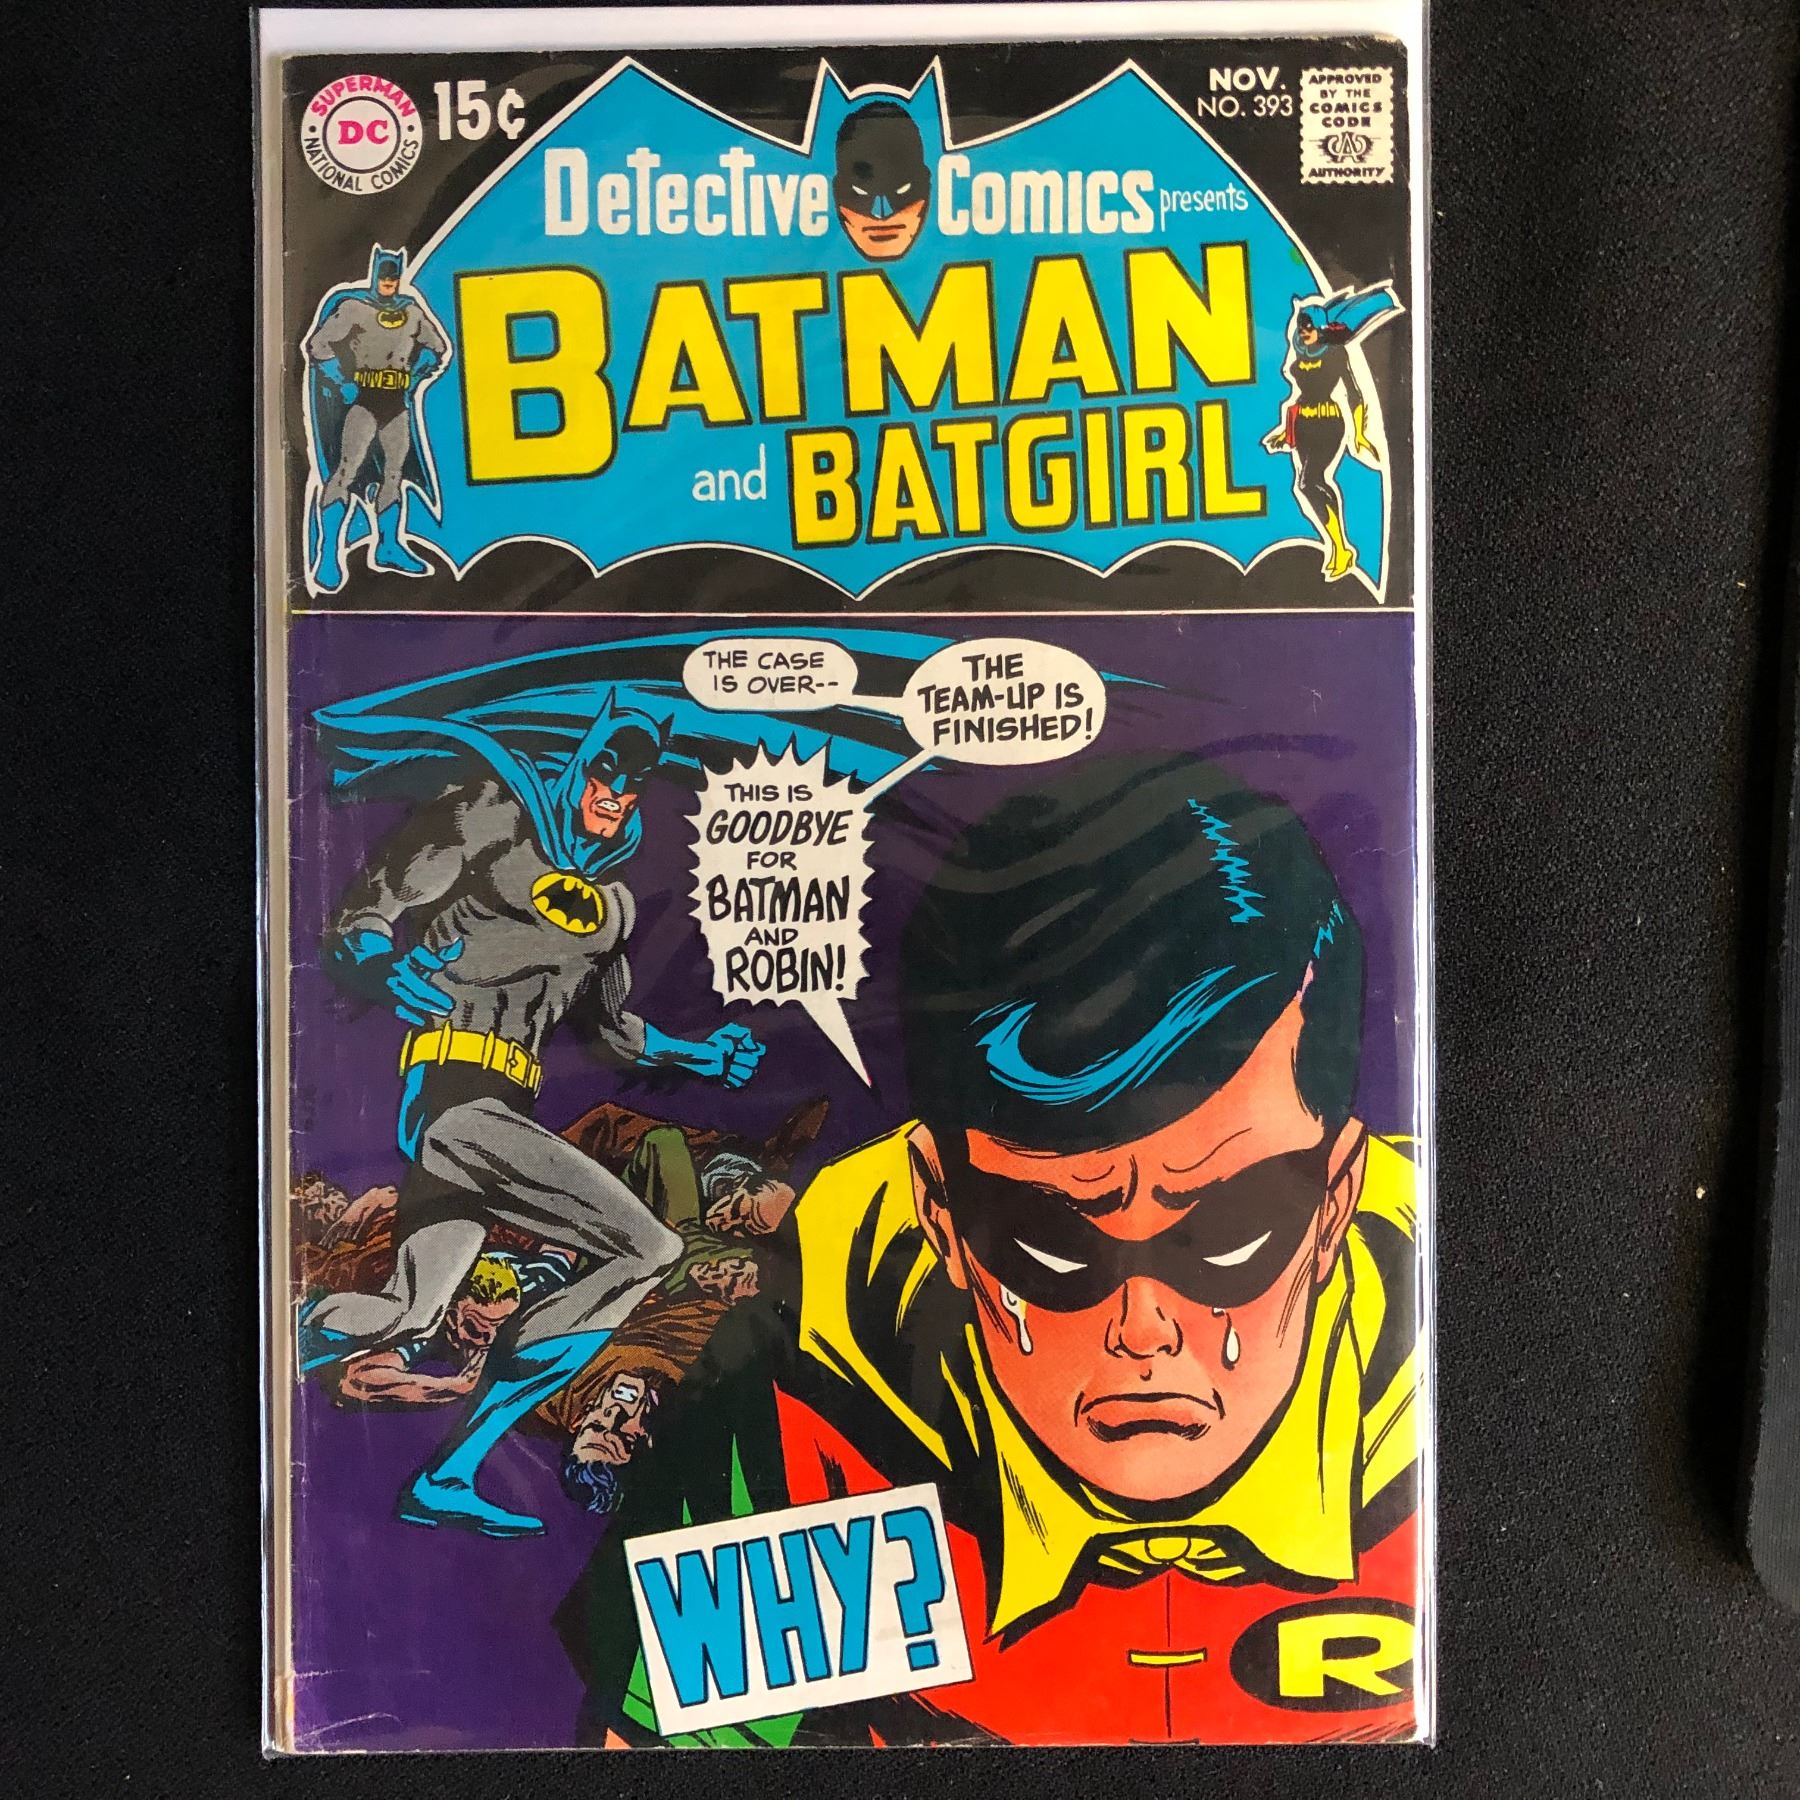 SUPERMAN
DC
NATIONAL COMICS
15¢
NOV.
NO. 393
APPROVED
BY THE
COMICS
CODE
CA
AUTHORITY
Detective Comics presents
BATMAN
and BATGIRL
THE CASE
IS OVER--
THE
TEAM-UP IS
FINISHED!
THIS IS
GOODBYE
FOR
BATMAN
AND
ROBIN!
WHY?
R